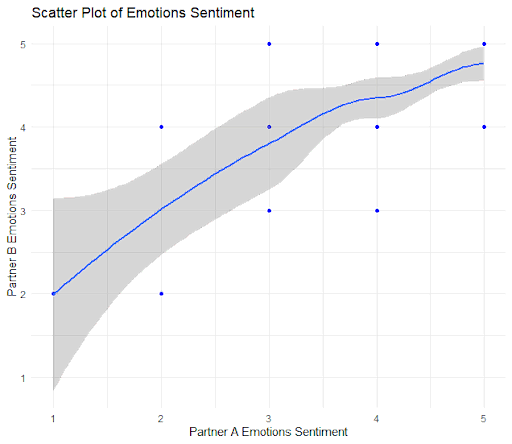 Scatter Plot of Emotions Sentiment
Partner B Emotions Sentiment
5
4
3
2
1
1 2 3 4 5
Partner A Emotions Sentiment